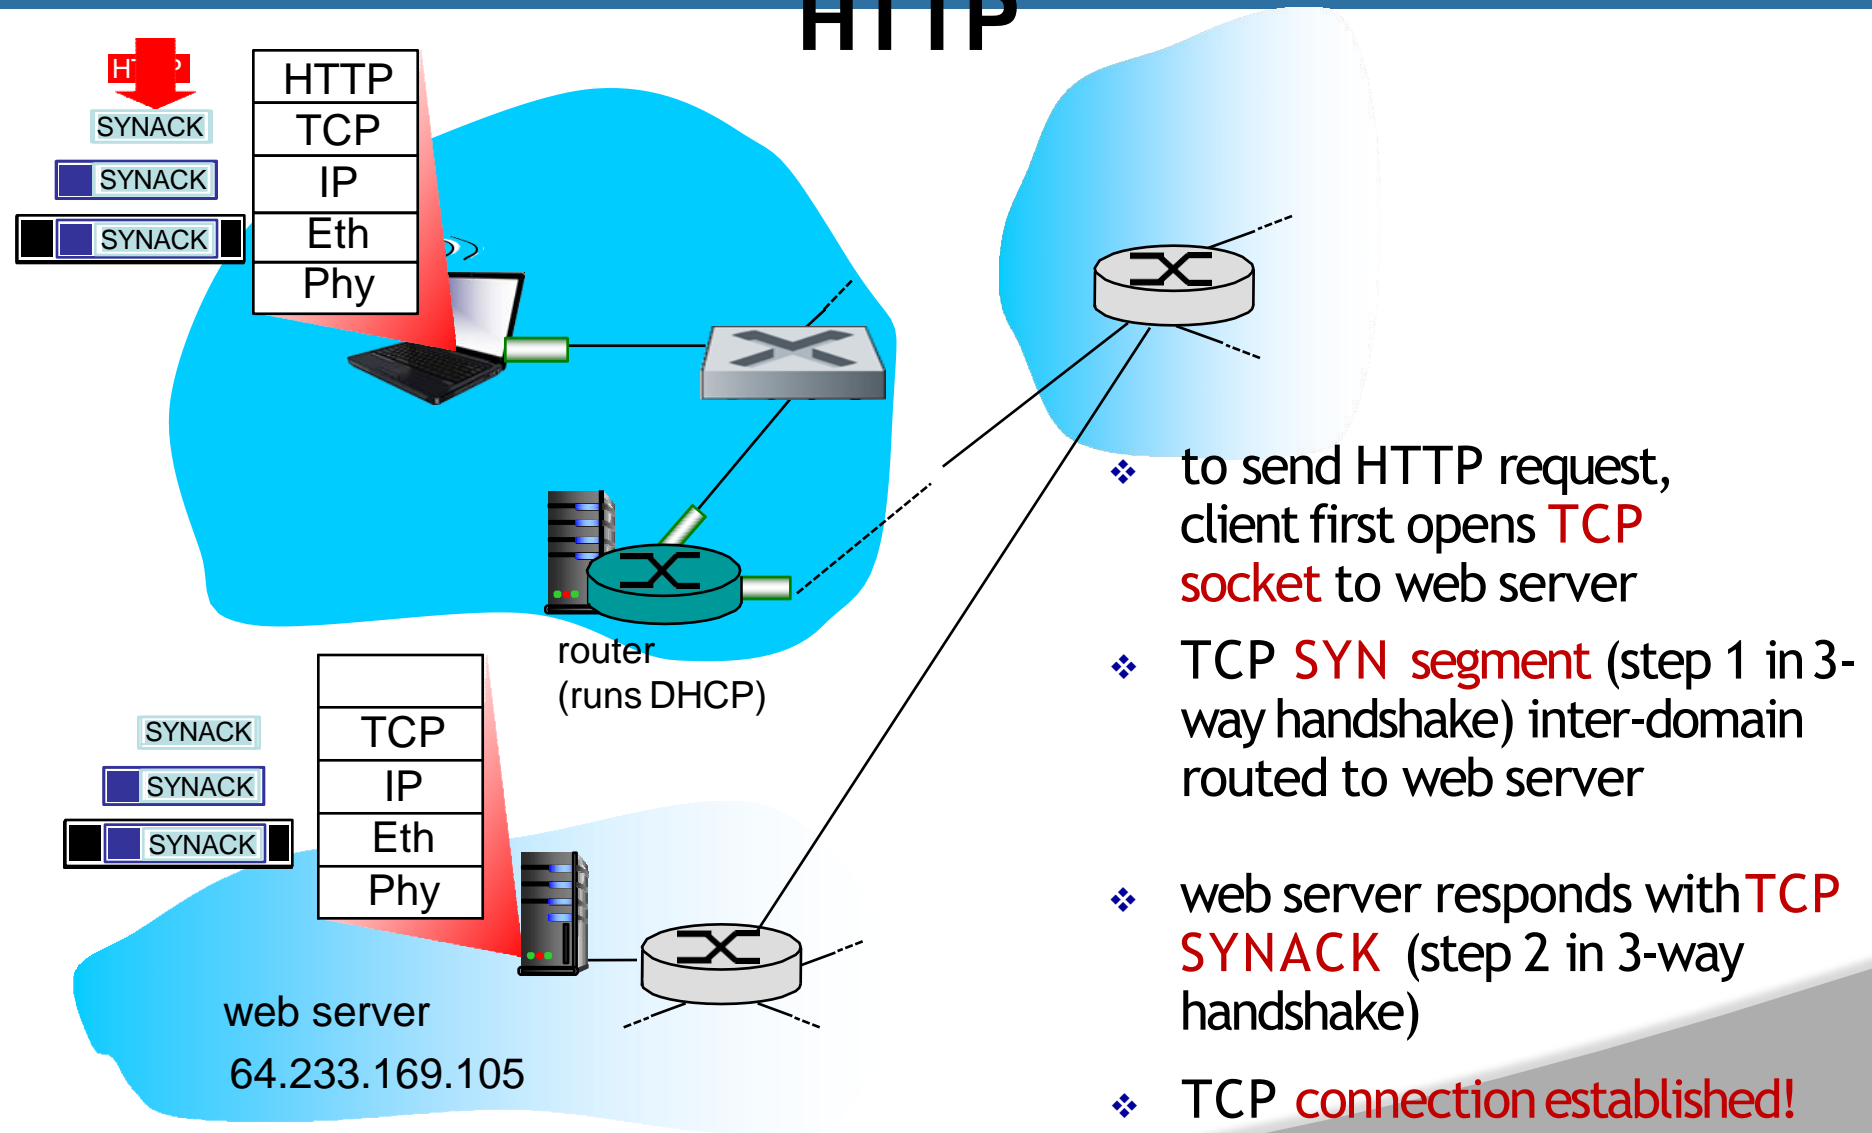 HTTP
HTTP
TCP
IP
Eth
Phy
SYNACK
SYNACK
SYNACK
router
(runs DHCP)
TCP
IP
Eth
Phy
SYNACK
SYNACK
SYNACK
web server
64.233.169.105
❖ to send HTTP request,
client first opens TCP
socket to web server
❖ TCP SYN segment (step 1 in 3-
way handshake) inter-domain
routed to web server
❖ web server responds with TCP
SYNACK (step 2 in 3-way
handshake)
❖ TCP connection established!